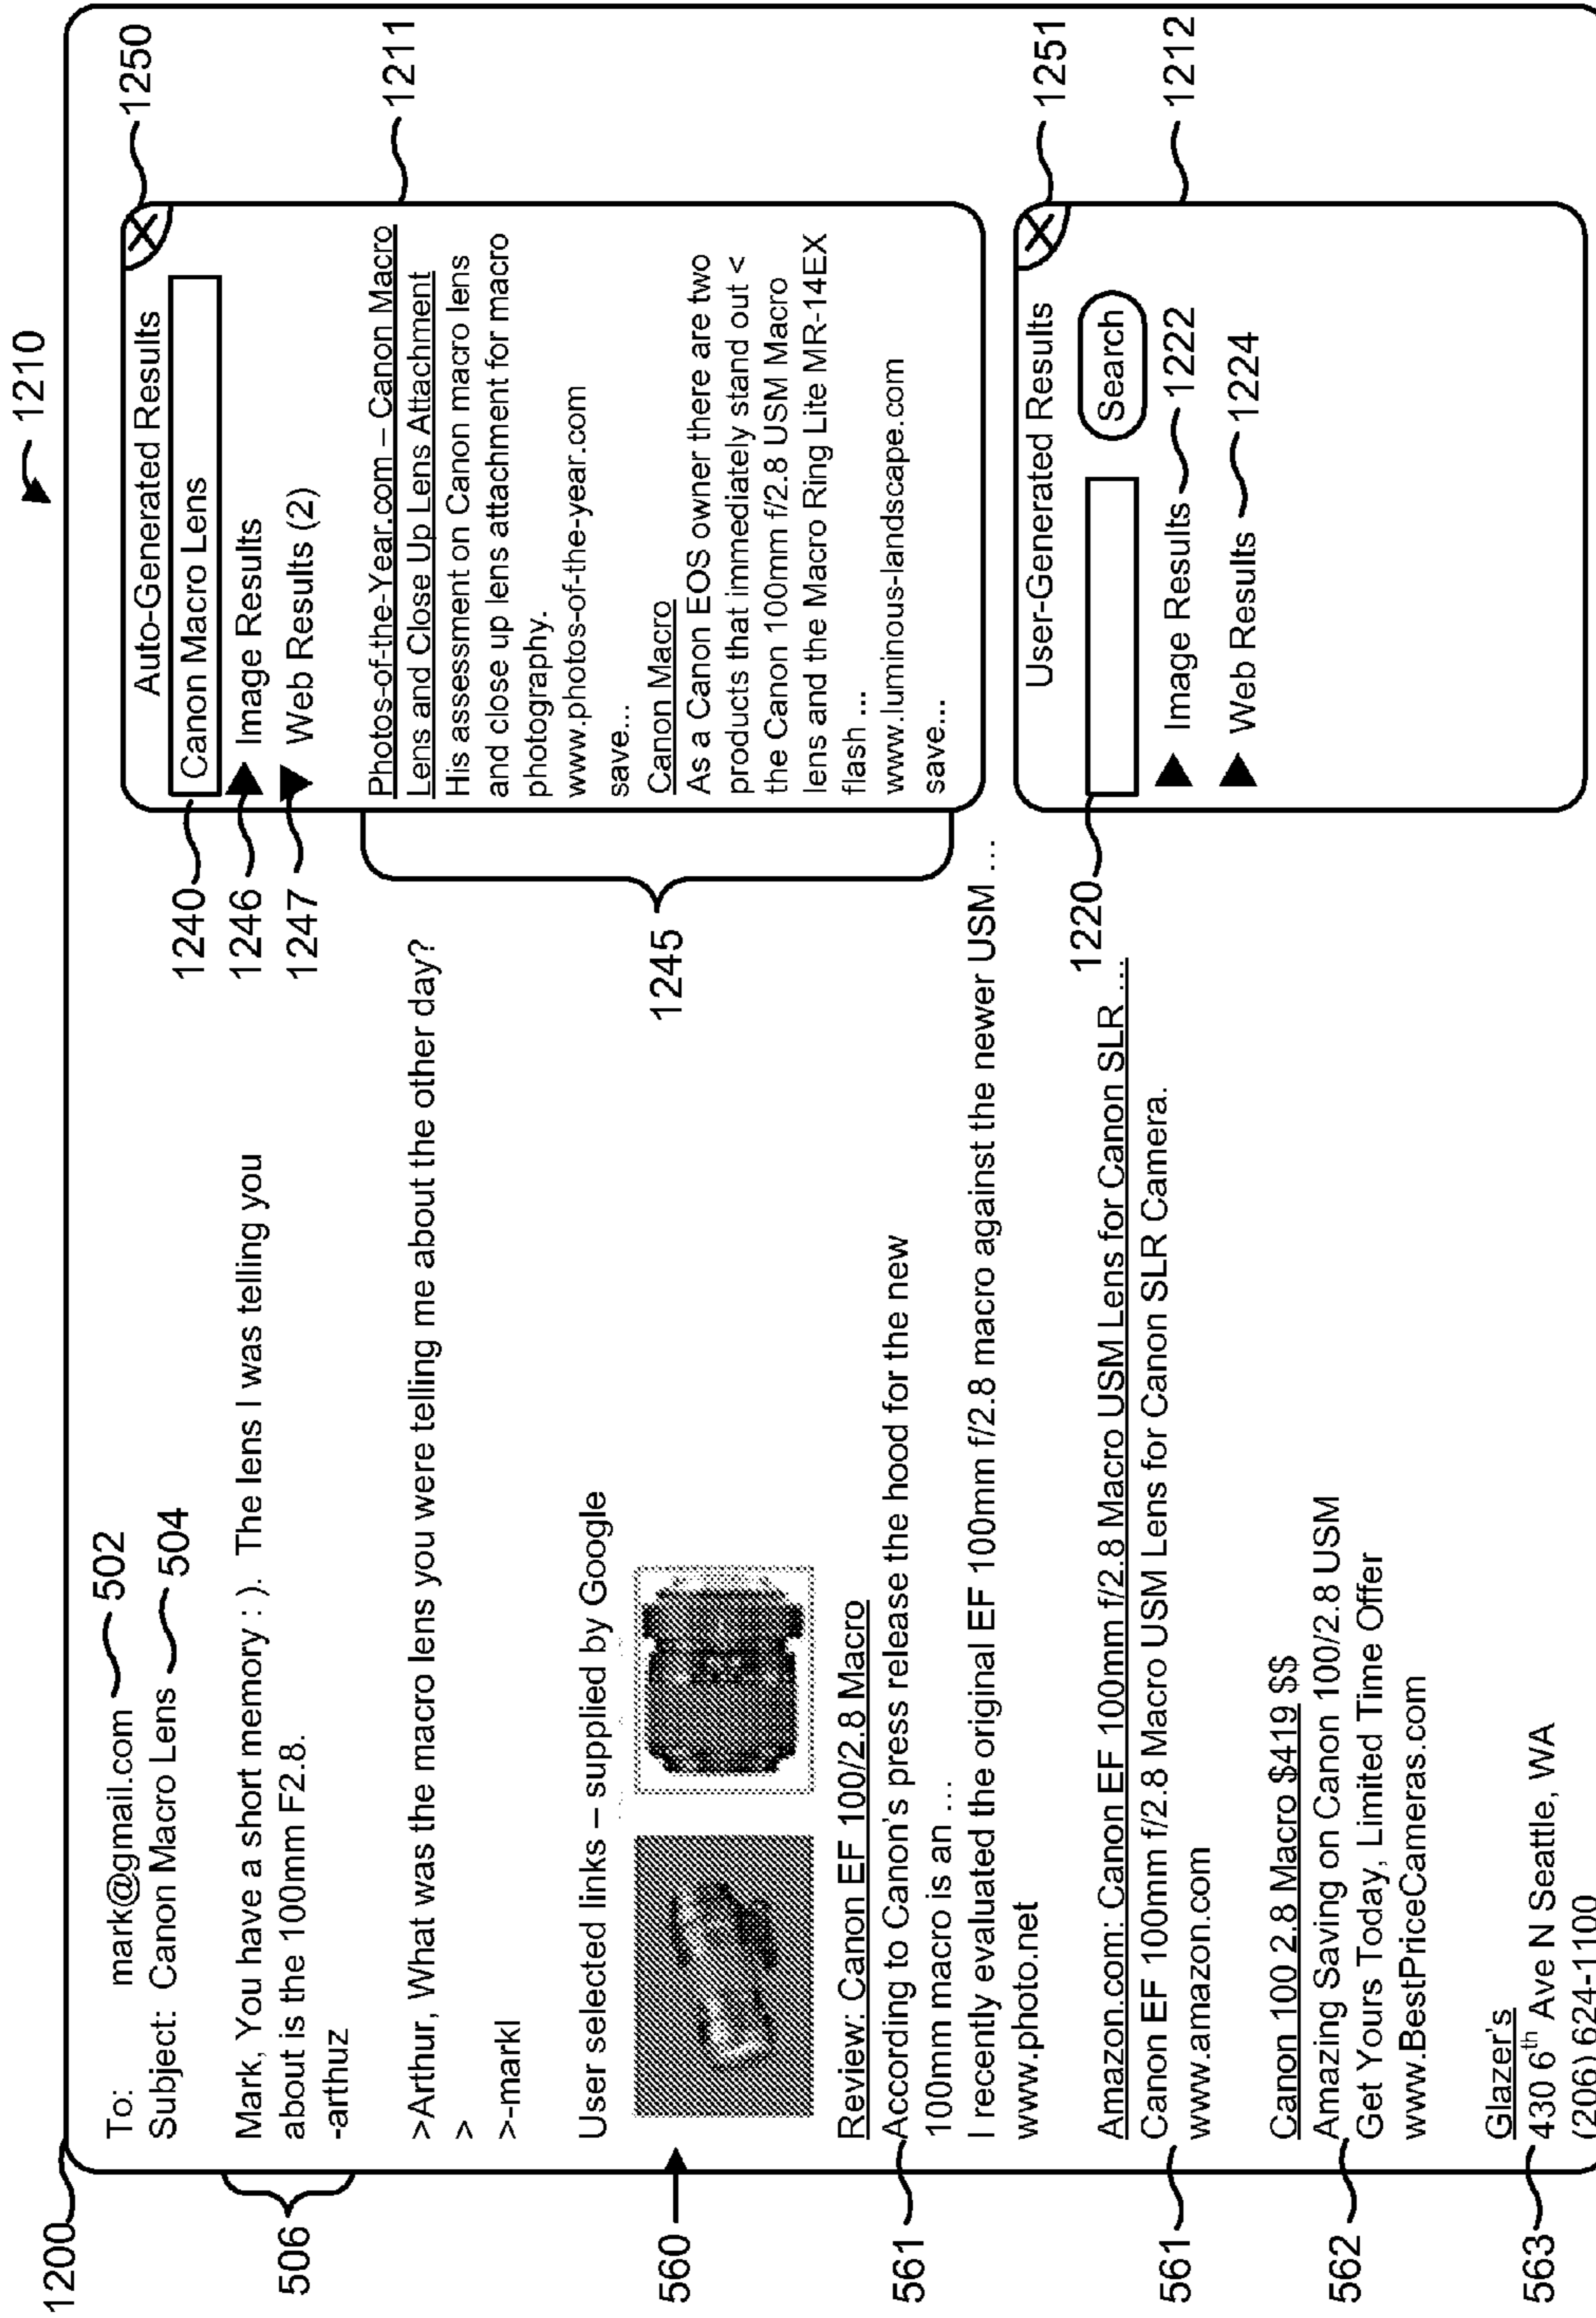 1210
1200
To: mark@gmail.com 502
Subject: Canon Macro Lens 504
Mark, You have a short memory : ). The lens I was telling you
about is the 100mm F2.8.
-arthuz
506
>Arthur, What was the macro lens you were telling me about the other day?
>
>-markl
User selected links – supplied by Google
560
Review: Canon EF 100/2.8 Macro
561 According to Canon's press release the hood for the new
100mm macro is an ...
I recently evaluated the original EF 100mm f/2.8 macro against the newer USM ...
www.photo.net
Amazon.com: Canon EF 100mm f/2.8 Macro USM Lens for Canon SLR ...
561 Canon EF 100mm f/2.8 Macro USM Lens for Canon SLR Camera.
www.amazon.com
Canon 100 2.8 Macro $419 $$
562 Amazing Saving on Canon 100/2.8 USM
Get Yours Today, Limited Time Offer
www.BestPriceCameras.com
Glazer's
563 430 6th Ave N Seattle, WA
(206) 624-1100
Auto-Generated Results
1250
1240 Canon Macro Lens
1246 Image Results
1247 Web Results (2)
1211
1245
Photos-of-the-Year.com – Canon Macro
Lens and Close Up Lens Attachment
His assessment on Canon macro lens
and close up lens attachment for macro
photography.
www.photos-of-the-year.com
save...
Canon Macro
As a Canon EOS owner there are two
products that immediately stand out <
the Canon 100mm f/2.8 USM Macro
lens and the Macro Ring Lite MR-14EX
flash ...
www.luminous-landscape.com
save...
User-Generated Results
1251
1220
Search
Image Results 1222
1212
Web Results 1224